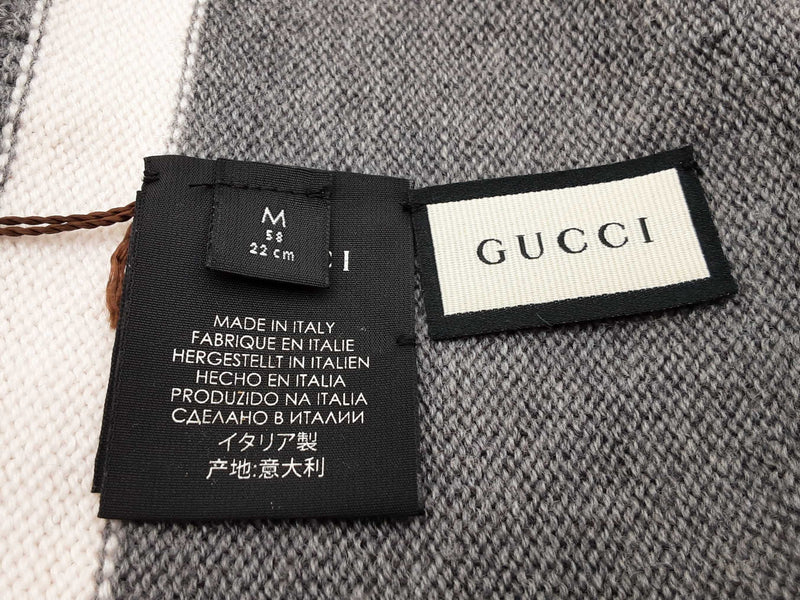 M
58
22 cm
CI
MADE IN ITALY
FABRIQUE EN ITALIE
HERGESTELLT IN ITALIEN
HECHO EN ITALIA
PRODUZIDO NA ITALIA
СДЕЛАНО В ИТАЛИИ
イタリア製
产地:意大利
GUCCI